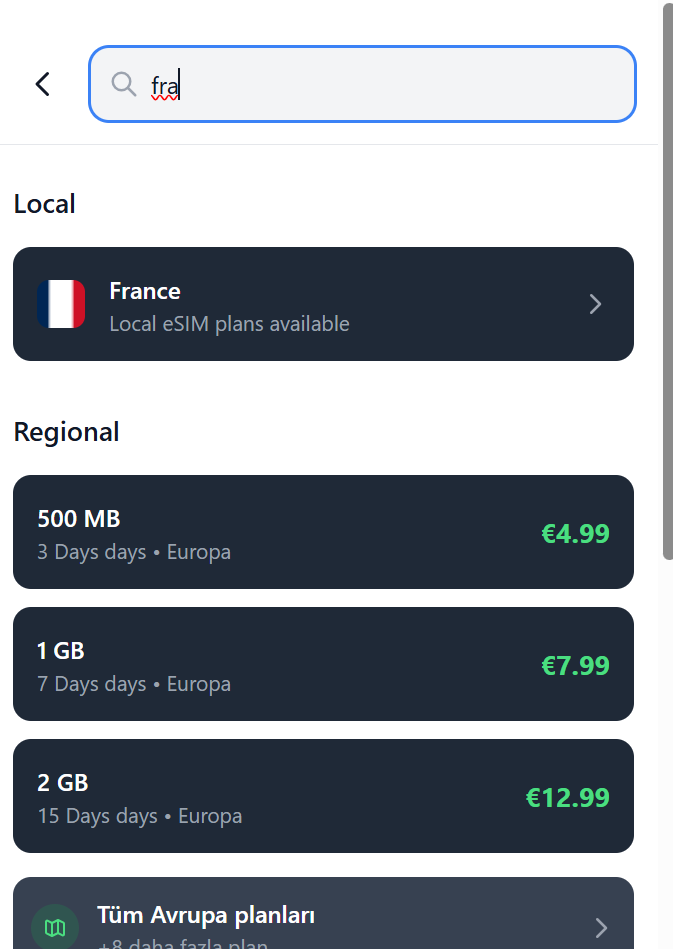 fra
Local
France
Local eSIM plans available
Regional
500 MB
3 Days days • Europa
€4.99
1 GB
7 Days days • Europa
€7.99
2 GB
15 Days days • Europa
€12.99
Tüm Avrupa planları
+8 daha fazla plan